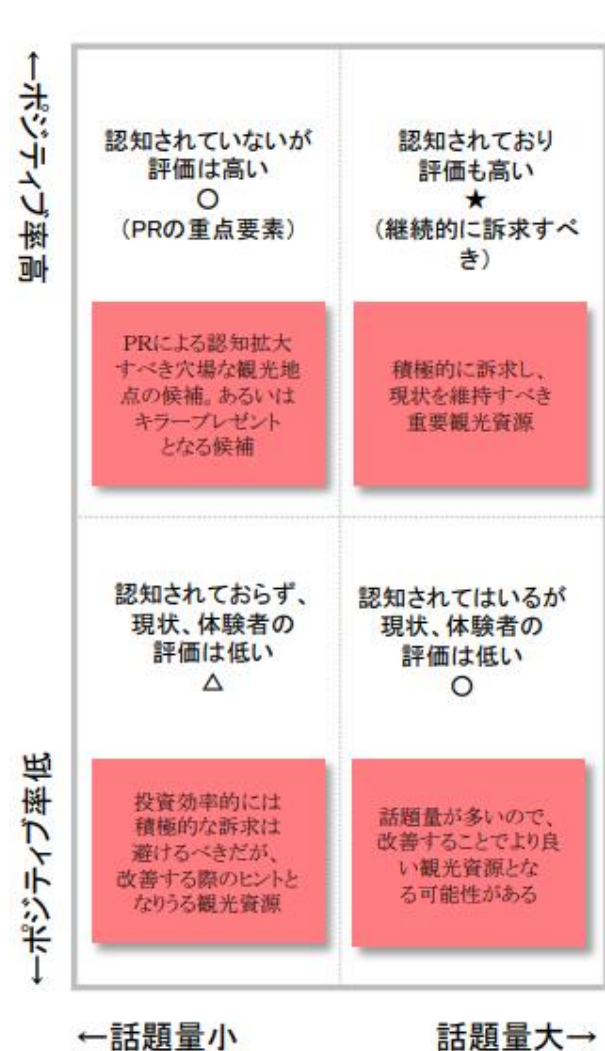 ←ポジティブ率高
認知されていないが
評価は高い
○
（PRの重点要素）
認知されており
評価も高い
★
（継続的に訴求すべ
き）
PRによる認知拡大
すべき穴場な観光地
点の候補。あるいは
キラープレゼント
となる候補
積極的に訴求し、
現状を維持すべき
重要観光資源
認知されておらず、
現状、体験者の
評価は低い
△
認知されてはいるが
現状、体験者の
評価は低い
○
←ポジティブ率低
投資効率的には
積極的な訴求は
避けるべきだが、
改善する際のヒントと
なりうる観光資源
話題量が多いので、
改善することでより良
い観光資源とな
る可能性がある
←話題量小
話題量大→